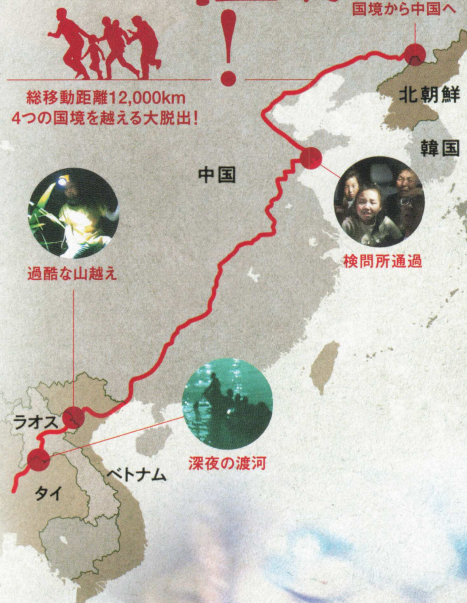 国境から中国へ
!
総移動距離12,000km
4つの国境を越える大脱出!
北朝鮮
韓国
中国
検問所通過
過酷な山越え
ラオス
深夜の渡河
ベトナム
タイ